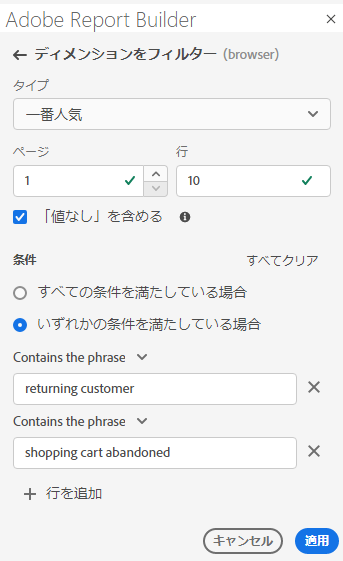 Adobe Report Builder
ディメンションをフィルター (browser)
タイプ
一番人気
ページ 行
1 10
「値なし」を含める
条件 すべてクリア
すべての条件を満たしている場合
いずれかの条件を満たしている場合
Contains the phrase
returning customer
Contains the phrase
shopping cart abandoned
行を追加
キャンセル 適用